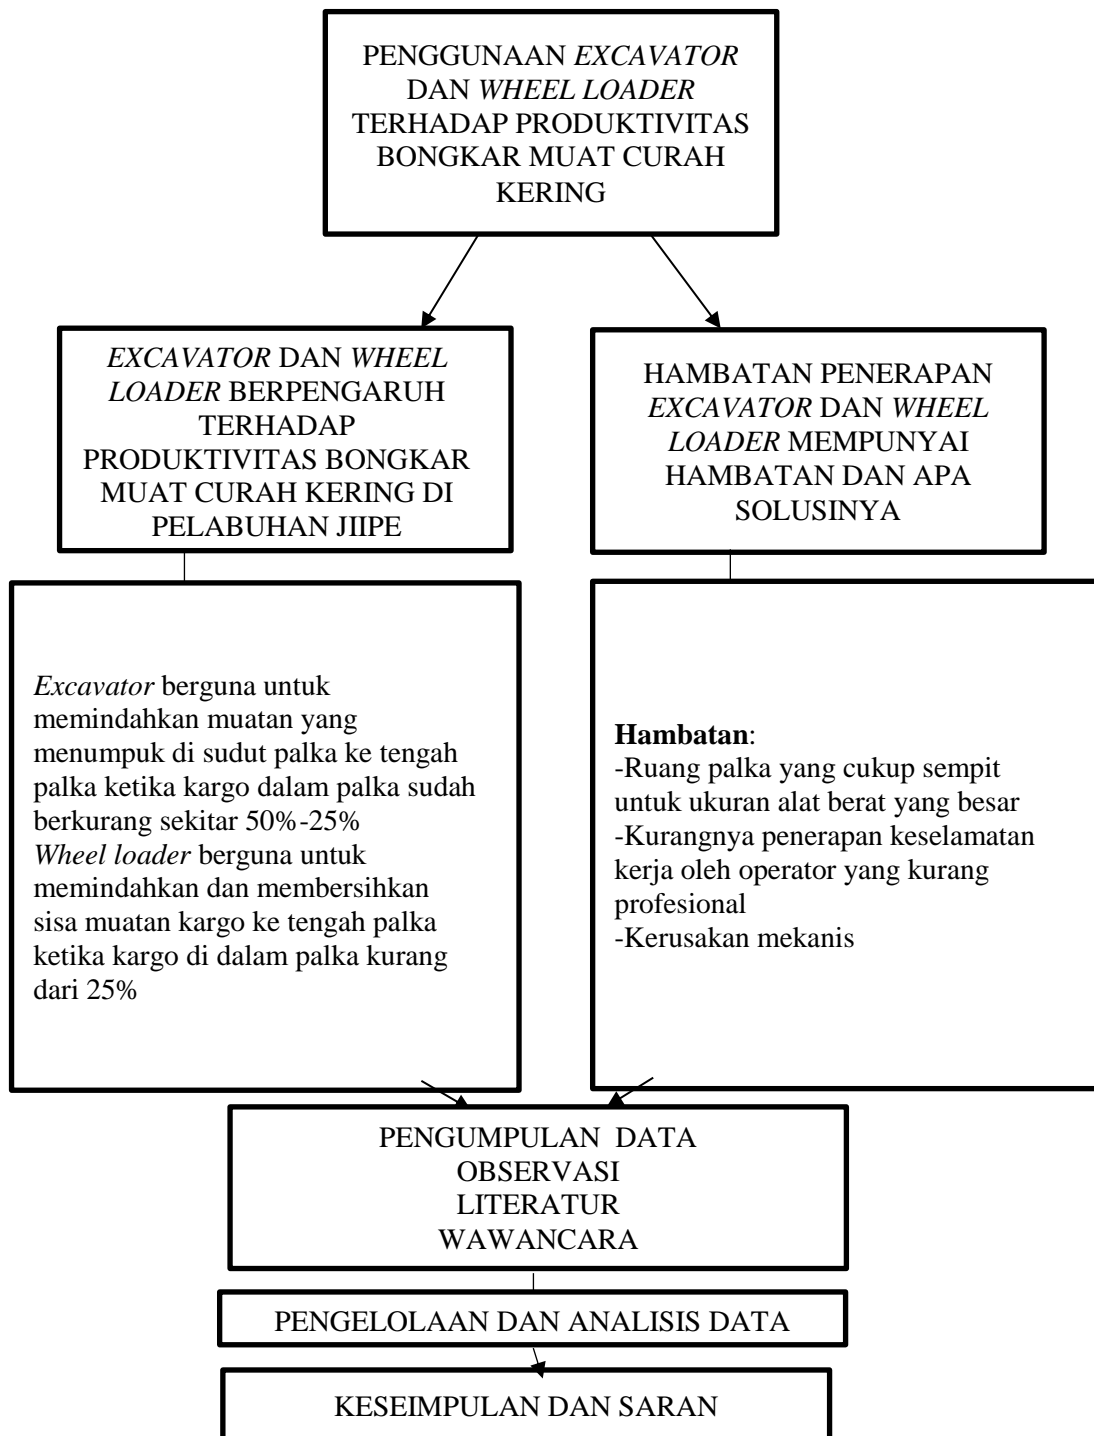 PENGGUNAAN EXCAVATOR
DAN WHEEL LOADER
TERHADAP PRODUKTIVITAS
BONGKAR MUAT CURAH
KERING
EXCAVATOR DAN WHEEL
LOADER BERPENGARUH
TERHADAP
PRODUKTIVITAS BONGKAR
MUAT CURAH KERING DI
PELABUHAN JIIPE
HAMBATAN PENERAPAN
EXCAVATOR DAN WHEEL
LOADER MEMPUNYAI
HAMBATAN DAN APA
SOLUSINYA
Excavator berguna untuk
memindahkan muatan yang
menumpuk di sudut palka ke tengah
palka ketika kargo dalam palka sudah
berkurang sekitar 50%-25%
Wheel loader berguna untuk
memindahkan dan membersihkan
sisa muatan kargo ke tengah palka
ketika kargo di dalam palka kurang
dari 25%
Hambatan:
-Ruang palka yang cukup sempit
untuk ukuran alat berat yang besar
-Kurangnya penerapan keselamatan
kerja oleh operator yang kurang
profesional
-Kerusakan mekanis
PENGUMPULAN DATA
OBSERVASI
LITERATUR
WAWANCARA
PENGELOLAAN DAN ANALISIS DATA
KESEIMPULAN DAN SARAN